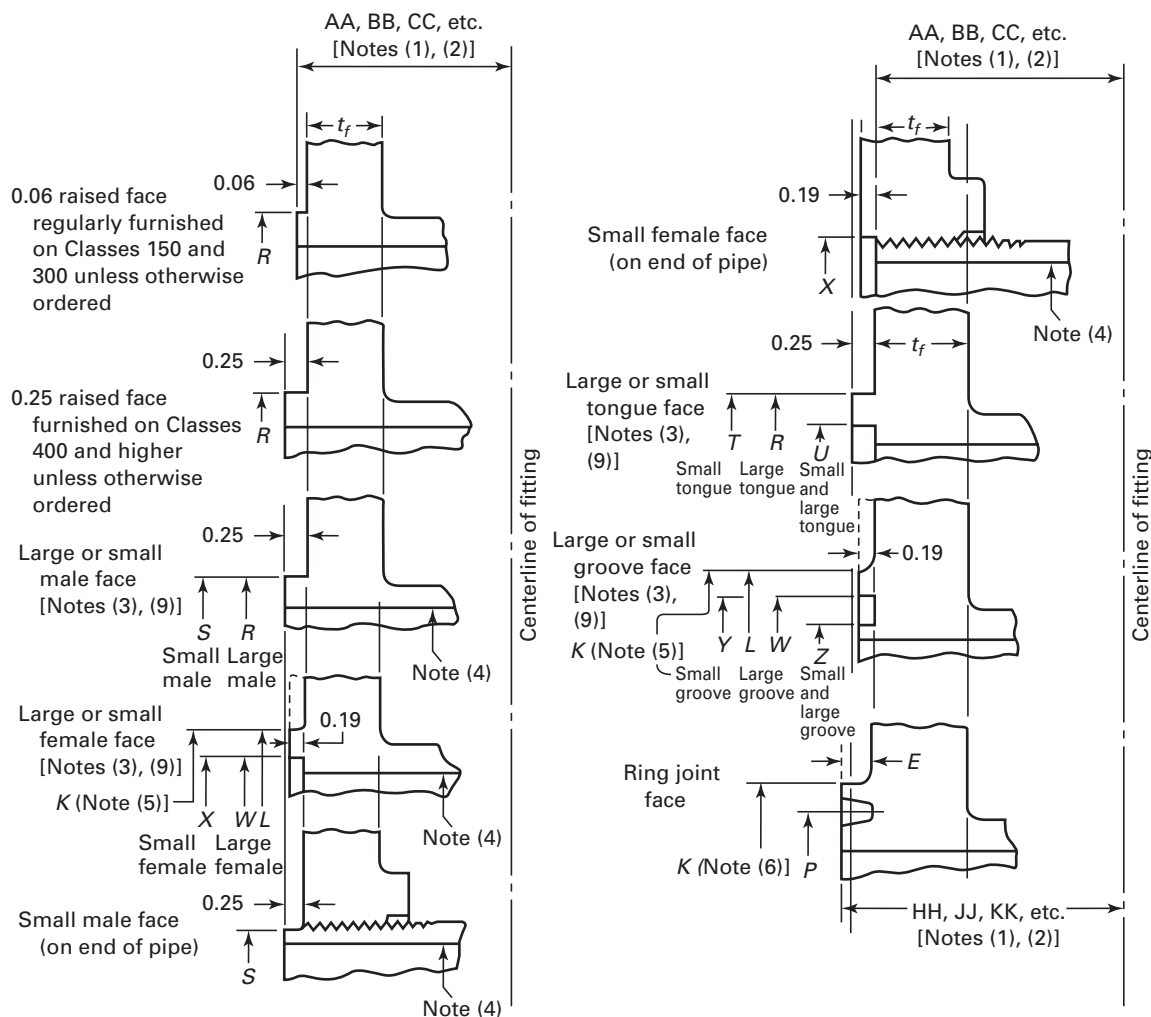 AA, BB, CC, etc.
[Notes (1), (2)]
t_f
0.06
0.06 raised face
regularly furnished
on Classes 150 and
300 unless otherwise
ordered
R
0.25
0.25 raised face
furnished on Classes
400 and higher
unless otherwise
ordered
R
0.25
Large or small
male face
[Notes (3), (9)]
S R
Small Large
male male
Note (4)
Large or small
female face
[Notes (3), (9)]
0.19
K (Note (5)]
X W L
Small Large
female female
Note (4)
0.25
Small male face
(on end of pipe)
S
Note (4)
Centerline of fitting
AA, BB, CC, etc.
[Notes (1), (2)]
t_f
0.19
Small female face
(on end of pipe)
X
Note (4)
0.25
t_f
Large or small
tongue face
[Notes (3),
(9)]
T R U
Small
tongue
Large
tongue
Small
and
large
tongue
0.19
Large or small
groove face
[Notes (3),
(9)]
K (Note (5)]
Y L W Z
Small
groove
Large
groove
Small
and
large
groove
E
Ring joint
face
K (Note (6)]
P
HH, JJ, KK, etc.
[Notes (1), (2)]
Centerline of fitting